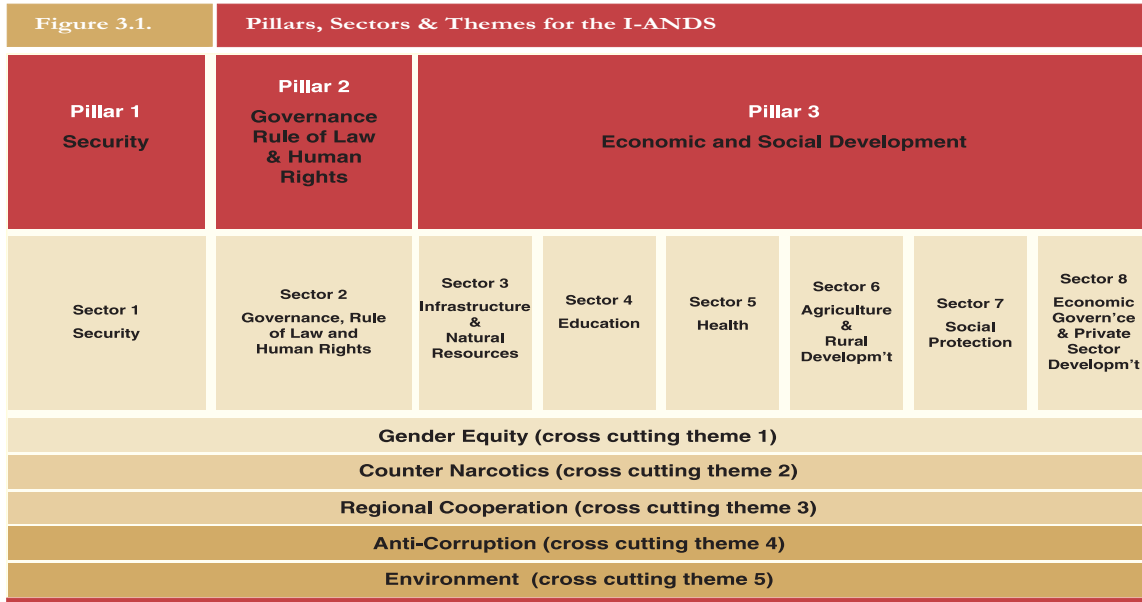 Figure 3.1.
Pillars, Sectors & Themes for the I-ANDS
Pillar 1
Security
Pillar 2
Governance
Rule of Law
& Human
Rights
Pillar 3
Economic and Social Development
Sector 1
Security
Sector 2
Governance, Rule
of Law and
Human Rights
Sector 3
Infrastructure
&
Natural
Resources
Sector 4
Education
Sector 5
Health
Sector 6
Agriculture
&
Rural
Developm't
Sector 7
Social
Protection
Sector 8
Economic
Govern'ce
& Private
Sector
Developm't
Gender Equity (cross cutting theme 1)
Counter Narcotics (cross cutting theme 2)
Regional Cooperation (cross cutting theme 3)
Anti-Corruption (cross cutting theme 4)
Environment (cross cutting theme 5)